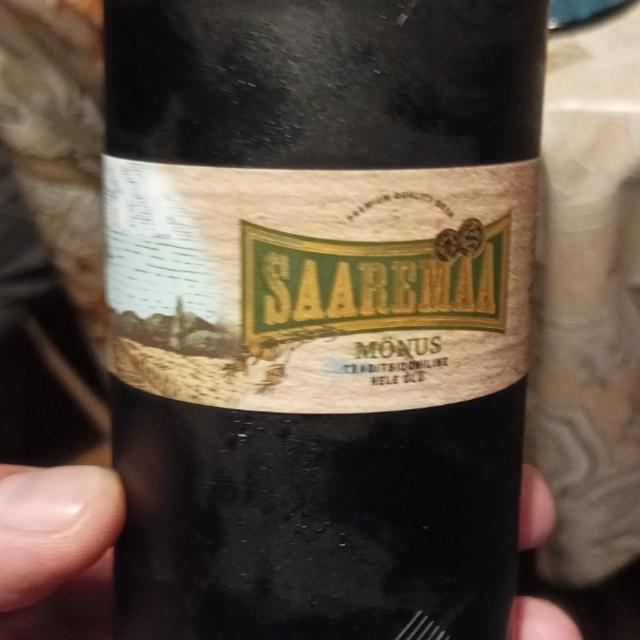 PREMIUM QUALITY BEER
SAAREMAA
MÕNUS
TRADITSIOONILINE
HELE ÕLU